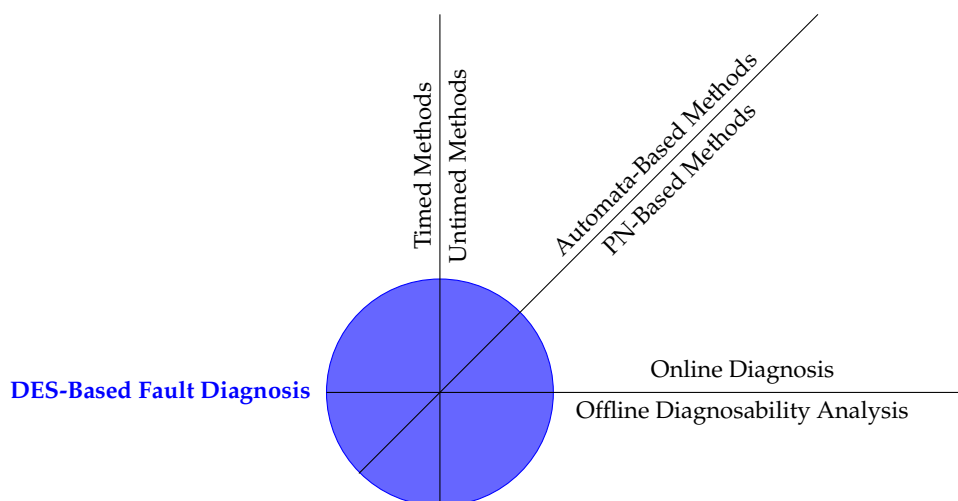 Timed Methods
Untimed Methods
Automata-Based Methods
PN-Based Methods
DES-Based Fault Diagnosis
Online Diagnosis
Offline Diagnosability Analysis